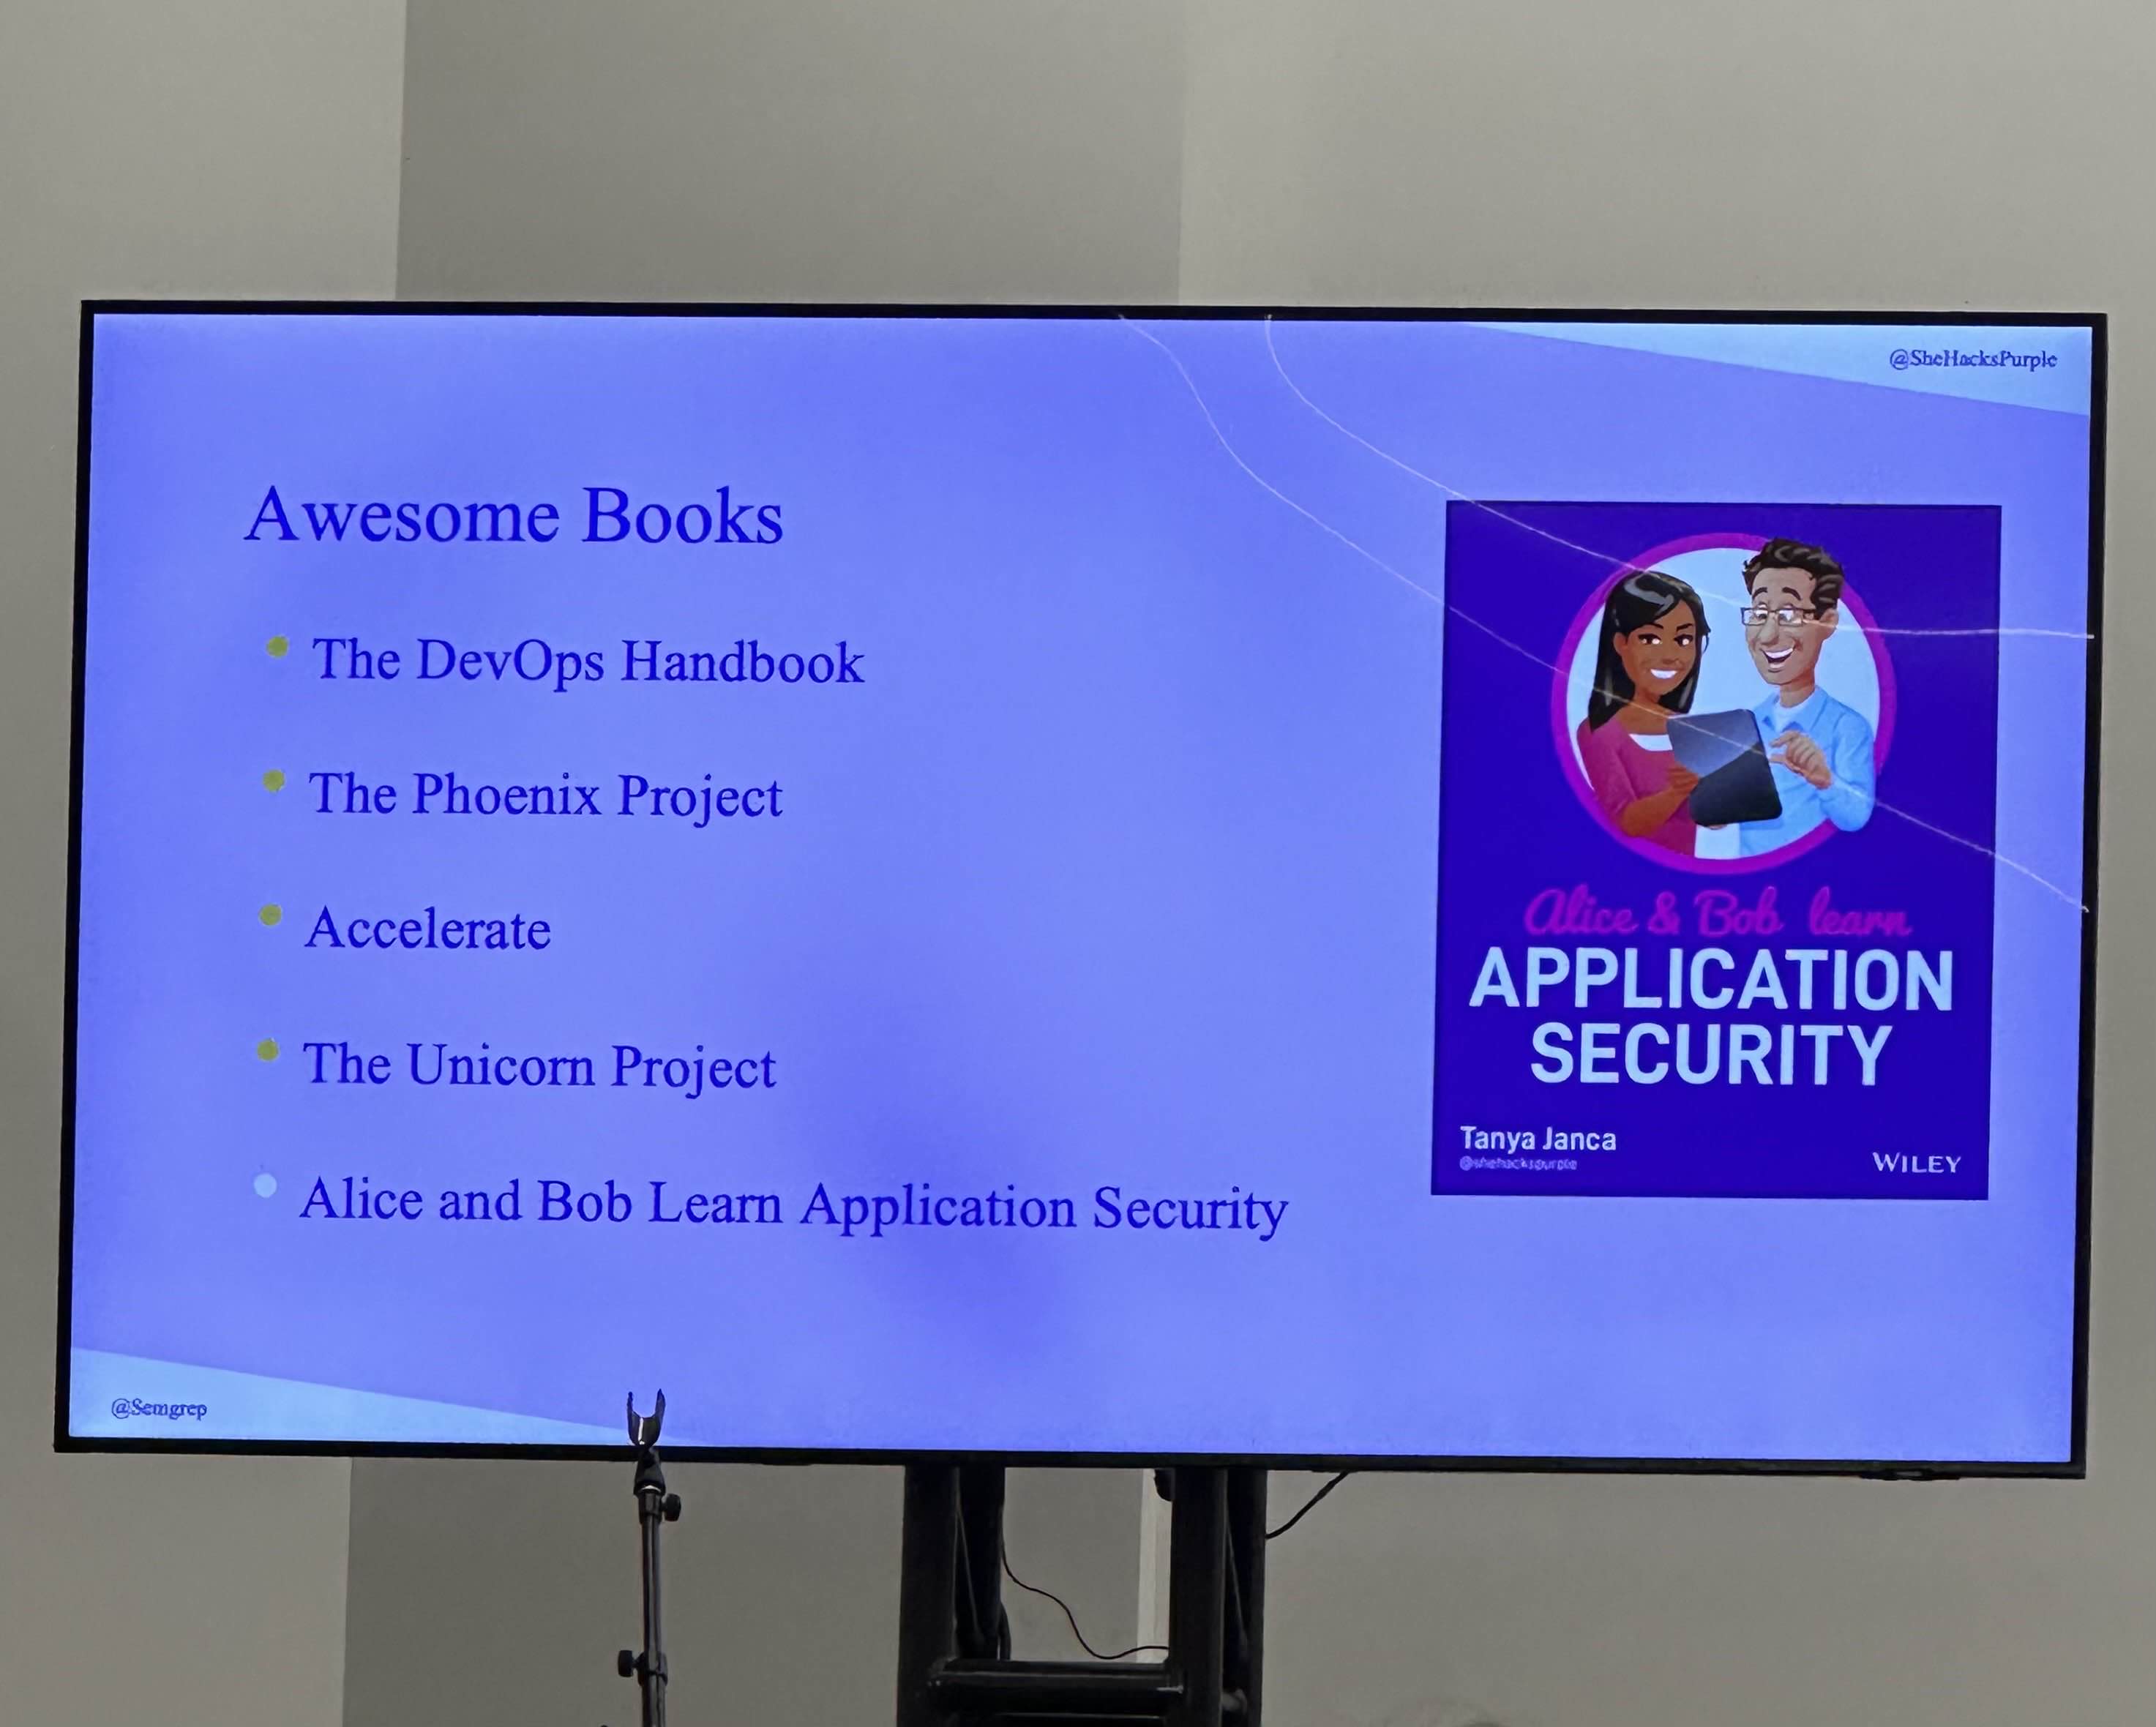 @SheHacksPurple
Awesome Books
The DevOps Handbook
The Phoenix Project
Accelerate
The Unicorn Project
Alice and Bob Learn Application Security
Alice & Bob learn
APPLICATION
SECURITY
Tanya Janca
@shehackspurple
WILEY
@Semgrep